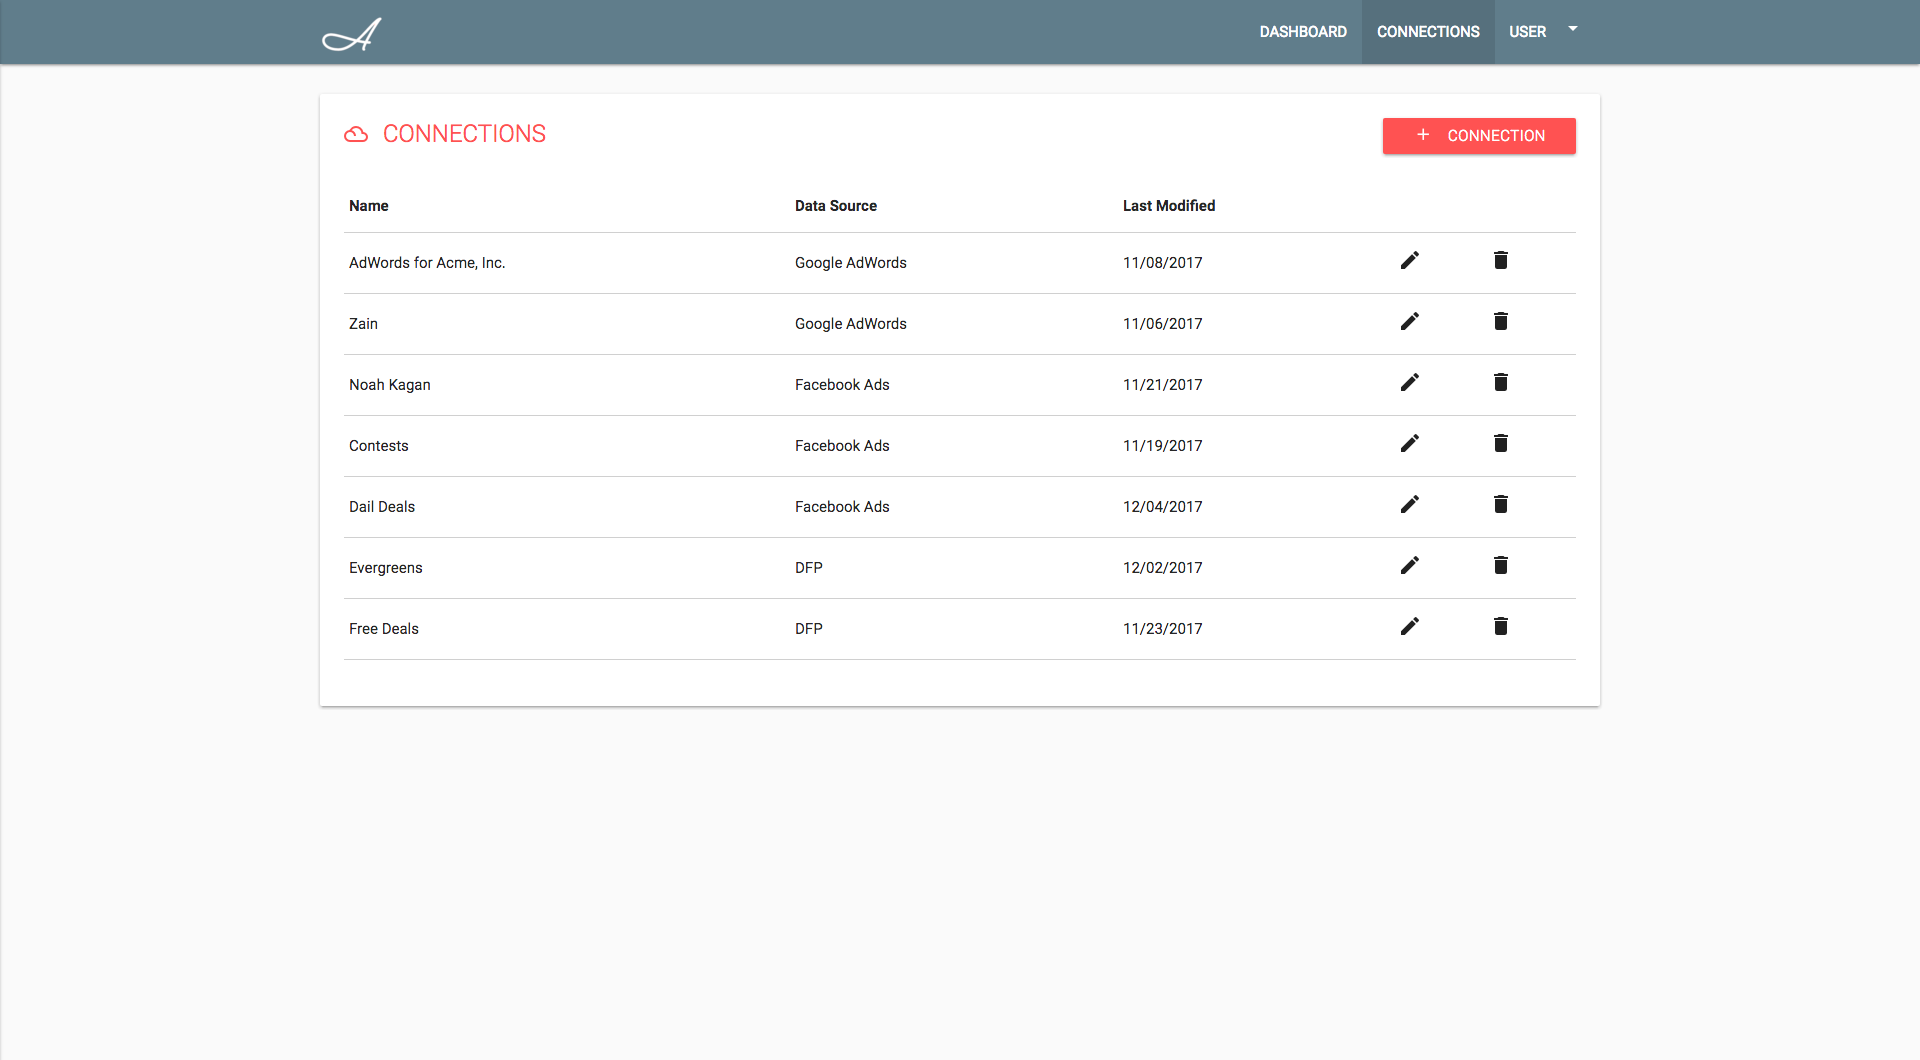 A
DASHBOARD CONNECTIONS USER
CONNECTIONS
+ CONNECTION
Name Data Source Last Modified
AdWords for Acme, Inc. Google AdWords 11/08/2017
Zain Google AdWords 11/06/2017
Noah Kagan Facebook Ads 11/21/2017
Contests Facebook Ads 11/19/2017
Dail Deals Facebook Ads 12/04/2017
Evergreens DFP 12/02/2017
Free Deals DFP 11/23/2017